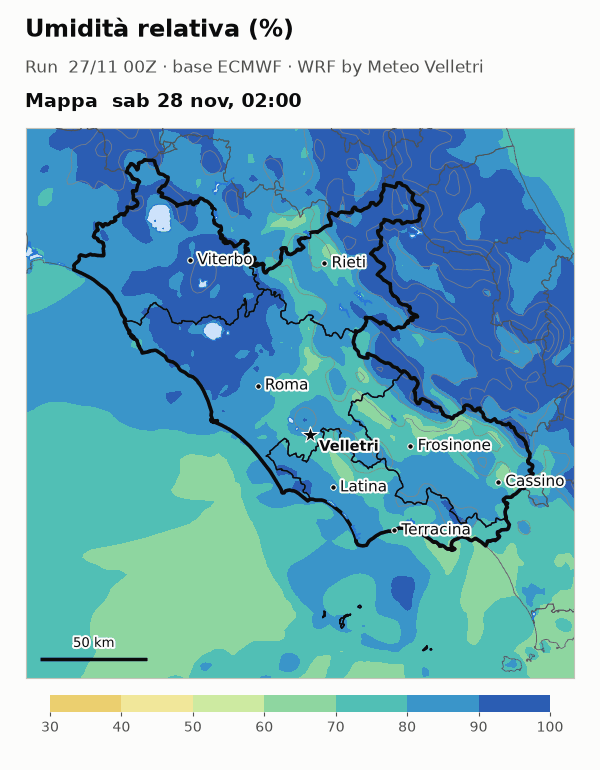 Umidità relativa (%)
Run  27/11 00Z · base ECMWF · WRF by Meteo Velletri
Mappa  sab 28 nov, 02:00
Viterbo
Rieti
Roma
Velletri
Frosinone
Latina
Cassino
Terracina
50 km
30 40 50 60 70 80 90 100